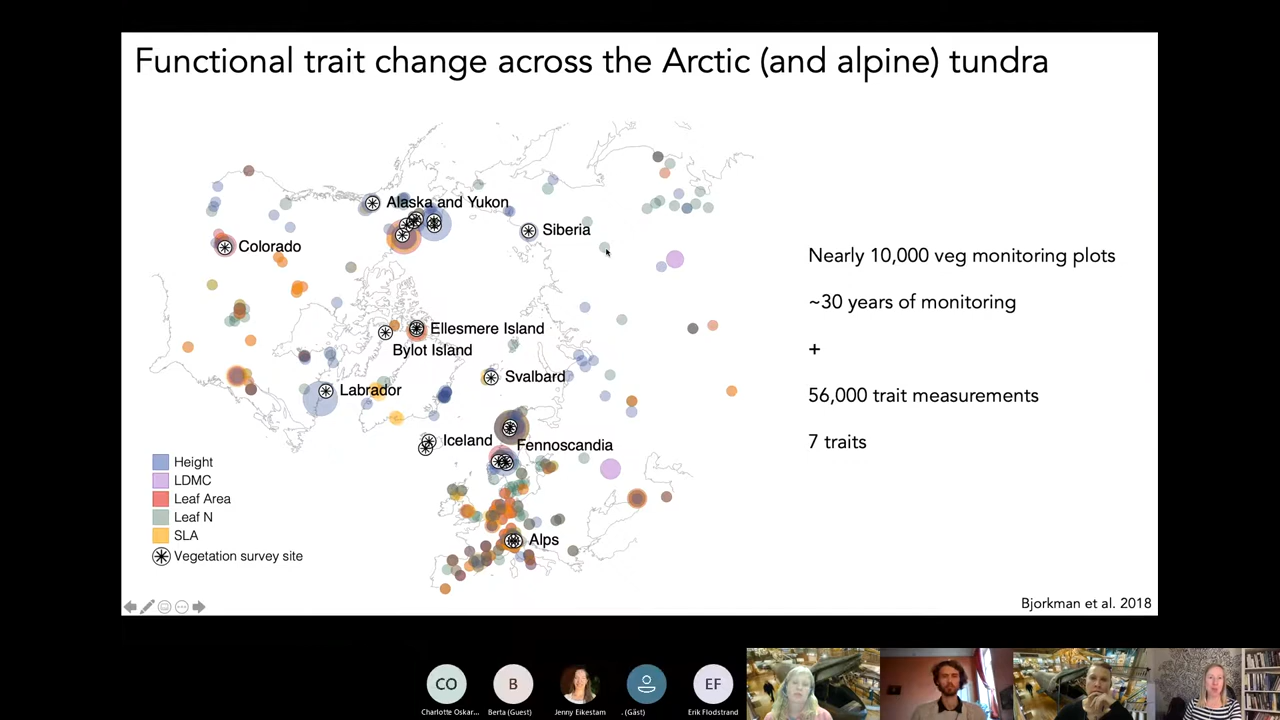 Functional trait change across the Arctic (and alpine) tundra
Alaska and Yukon
Siberia
Colorado
Ellesmere Island
Bylot Island
Svalbard
Labrador
Iceland
Fennoscandia
Alps
Height
LDMC
Leaf Area
Leaf N
SLA
Vegetation survey site
Nearly 10,000 veg monitoring plots
~30 years of monitoring
+
56,000 trait measurements
7 traits
Bjorkman et al. 2018
CO
B
EF
Charlotte Oskar...
Berta (Guest)
Jenny Eikestam
. (Gäst)
Erik Flodstrand